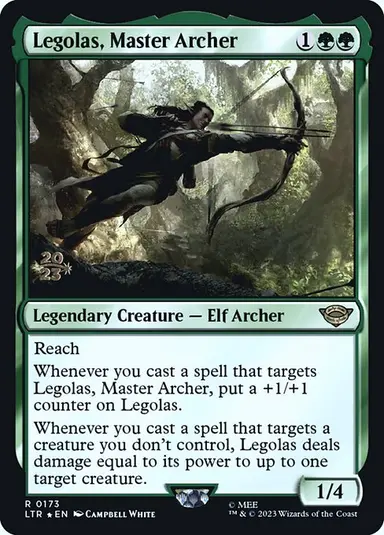 Legolas, Master Archer 1
20
23
Legendary Creature — Elf Archer
Reach
Whenever you cast a spell that targets
Legolas, Master Archer, put a +1/+1
counter on Legolas.
Whenever you cast a spell that targets a
creature you don't control, Legolas deals
damage equal to its power up to one
target creature.
1/4
R 0173
LTR ★ EN Campbell White
© MEE
™ & © 2023 Wizards of the Coast